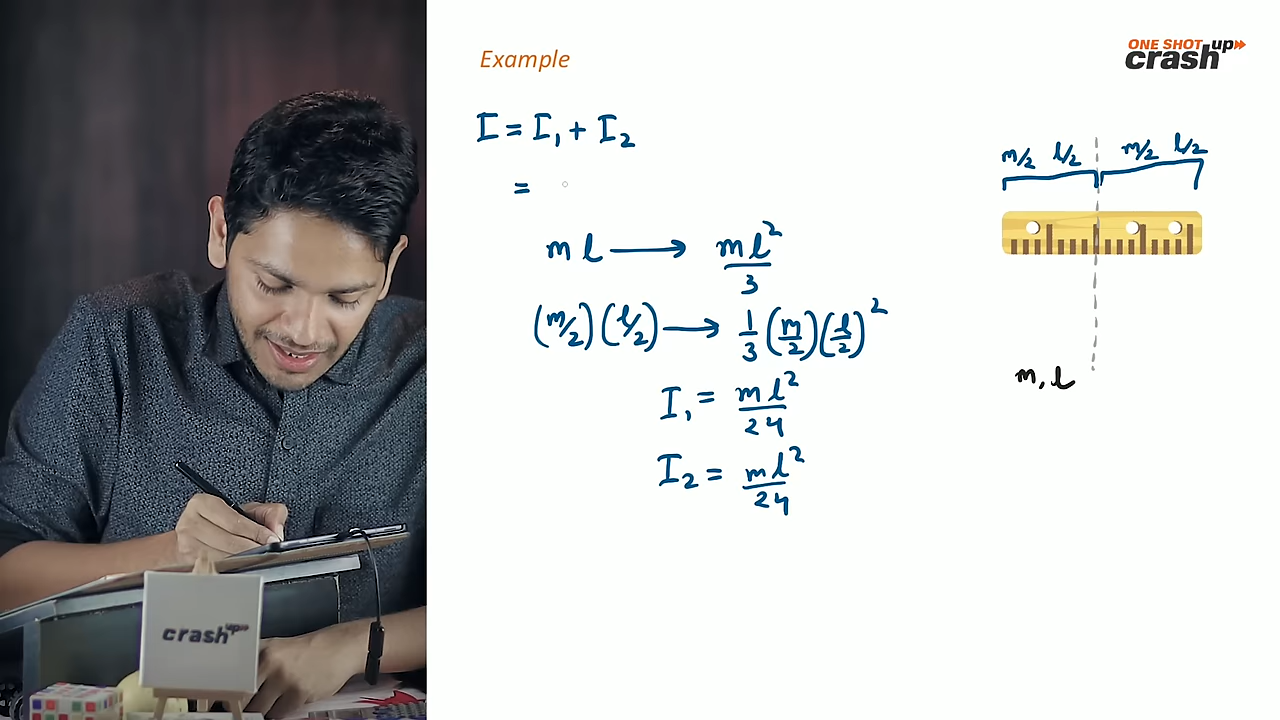 Example
ONE SHOT
crash up
I = I₁ + I₂
=
m l ⟶ ml²/3
(m/2)(l/2) ⟶ 1/3 (m/2)(l/2)²
I₁ = ml²/24
I₂ = ml²/24
m/2 l/2 m/2 l/2
m, l
crash up